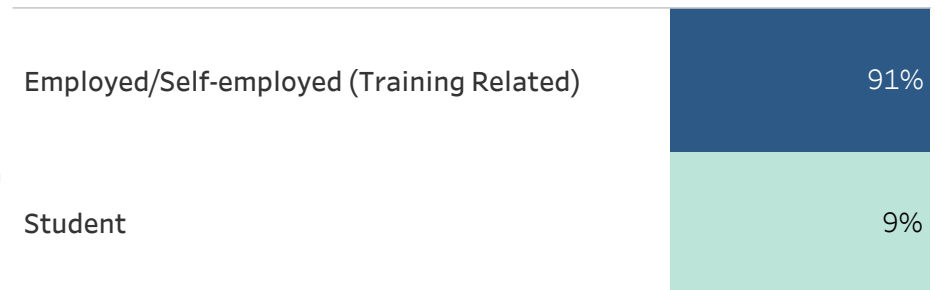 Employed/Self-employed (Training Related) 91%
Student 9%